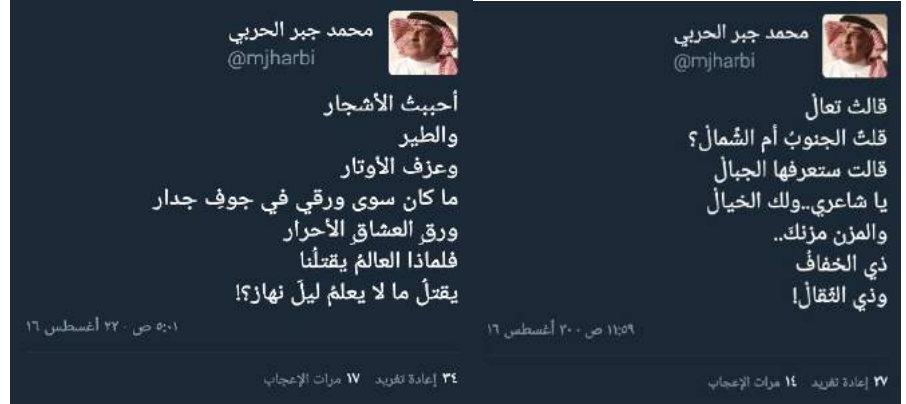 محمد جبر الحربي
@mjharbi
قالت تعالْ
قلتُ الجنوبُ أم الشِّمالْ؟
قالت ستعرفها الجبالْ
يا شاعري..ولك الخيالْ
والمزن مزنكَ..
ذي الخفافُ
وذي الثقالْ!
١١:٥٩ ص · ٣٠ أغسطس ١٦
٢٧ إعادة تغريد ١٤ مرات الإعجاب
محمد جبر الحربي
@mjharbi
أحببتُ الأشجار
والطير
وعزف الأوتار
ما كان سوى ورقي في جوفِ جدار
ورقِ العشاقِ الأحرار
فلماذا العالمُ يقتلُنا
يقتلُ ما لا يعلمُ ليلَ نهارْ؟!
٥:٠١ ص · ٢٢ أغسطس ١٦
٣٤ إعادة تغريد ١٧ مرات الإعجاب